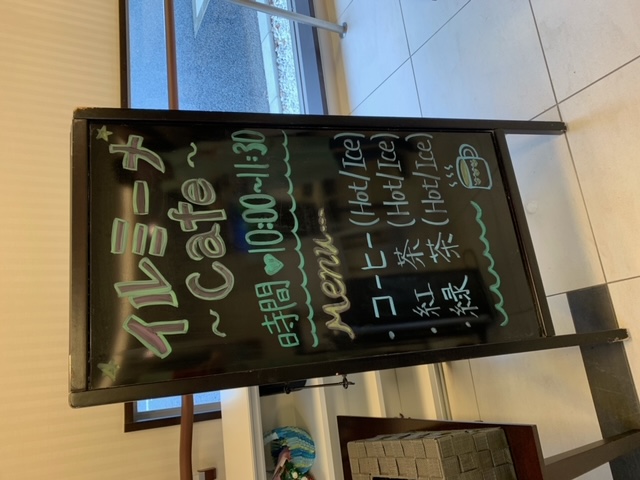 イルミーナ
～Cafe～
時間♥10:00～11:30
Menu...
・コーヒー(Hot/Ice)
・紅茶(Hot/Ice)
・緑茶(Hot/Ice)